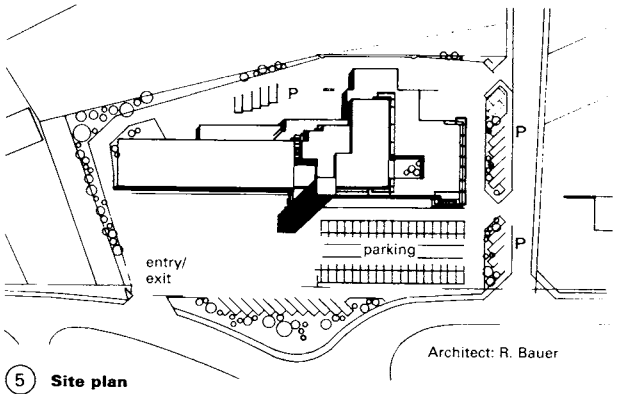 P
P
parking
P
entry/
exit
Architect: R. Bauer
5 Site plan